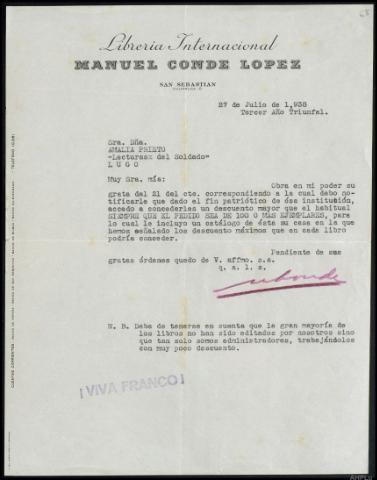 Librería Internacional
MANUEL CONDE LOPEZ
SAN SEBASTIAN
27 de Julio de 1,938
Tercer Año Triunfal.
Sra. Dña.
AMALIA PRIETO
"Lecturasx del Soldado"
L U G O
Muy Sra. mía:
Obra en mi poder su
grata del 21 del cte. correspondiendo a la cual debo no-
tificarle que dado el fin patriótico de esa institución,
accedo a concederles un descuento mayor que el habitual
SIEMPRE QUE EL PEDIDO SEA DE 100 O MAS EJEMPLARES, para
lo cual le incluyo un catálogo de ésta su casa en la que
hemos señalado los descuento máximos que en cada libro
podría conceder.
Pendiente de sus
gratas órdenes quedo de V. affmo. s.s.
q. a l. s.
N. B. Debe de tenerse en cuenta que la gran mayoría de
los libros no han sido editados por nosotros sino
que tan solo somos administradores, trabajándolos
con muy poco descuento.
¡VIVA FRANCO!